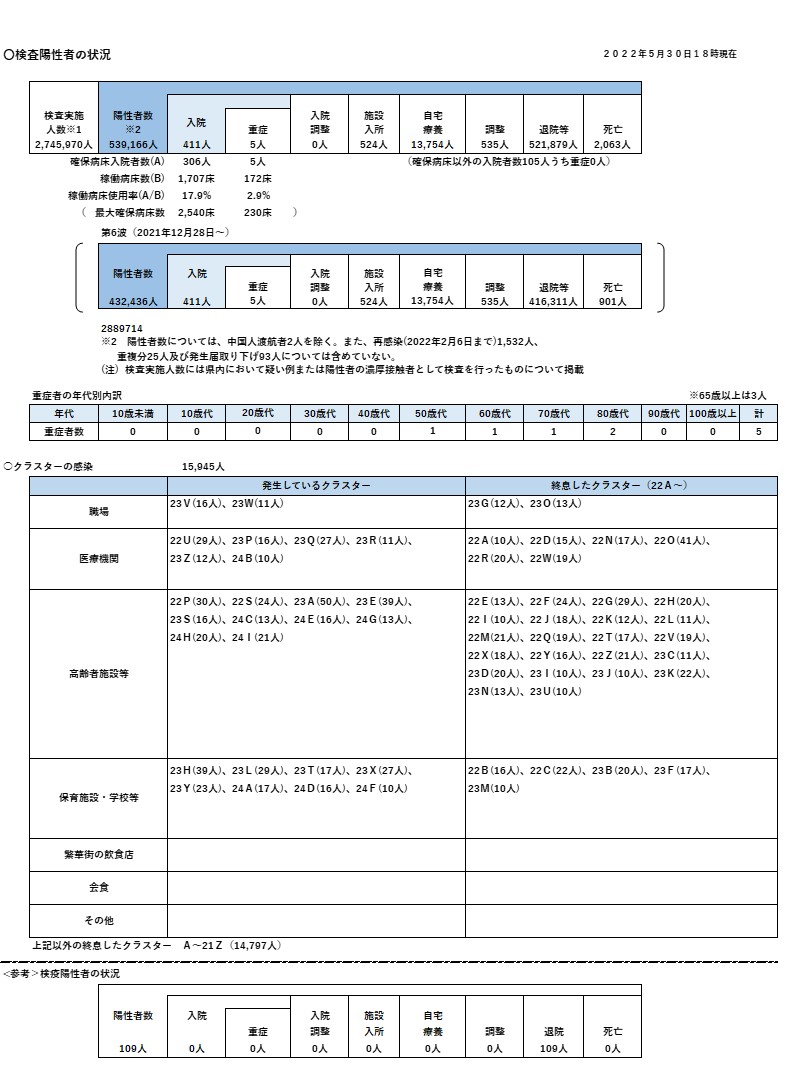 〇検査陽性者の状況
２０２２年５月３０日１８時現在
検査実施 陽性者数 入院 入院 施設 自宅 調整 退院等 死亡
人数※1 ※2 重症 調整 入所 療養
2,745,970人 539,166人 411人 5人 0人 524人 13,754人 535人 521,879人 2,063人
確保病床入院者数(A) 306人 5人 （確保病床以外の入院者数105人うち重症0人）
稼働病床数(B) 1,707床 172床
稼働病床使用率(A/B) 17.9% 2.9%
（ 最大確保病床数 2,540床 230床 ）
第6波（2021年12月28日～）
陽性者数 入院 重症 入院 施設 自宅 調整 退院等 死亡
調整 入所 療養
432,436人 411人 5人 0人 524人 13,754人 535人 416,311人 901人
2889714
※2　陽性者数については、中国人渡航者2人を除く。また、再感染(2022年2月6日まで)1,532人、
重複分25人及び発生届取り下げ93人については含めていない。
(注）検査実施人数には県内において疑い例または陽性者の濃厚接触者として検査を行ったものについて掲載
重症者の年代別内訳 ※65歳以上は3人
年代 10歳未満 10歳代 20歳代 30歳代 40歳代 50歳代 60歳代 70歳代 80歳代 90歳代 100歳以上 計
重症者数 0 0 0 0 0 1 1 1 2 0 0 5
〇クラスターの感染 15,945人
発生しているクラスター 終息したクラスター（22Ａ～）
職場 23Ｖ(16人)、23Ｗ(11人) 23Ｇ(12人)、23Ｏ(13人)
医療機関
22Ｕ(29人)、23Ｐ(16人)、23Ｑ(27人)、23Ｒ(11人)、
23Ｚ(12人)、24Ｂ(10人)
22Ａ(10人)、22Ｄ(15人)、22Ｎ(17人)、22Ｏ(41人)、
22Ｒ(20人)、22Ｗ(19人)
高齢者施設等
22Ｐ(30人)、22Ｓ(24人)、23Ａ(50人)、23Ｅ(39人)、
23Ｓ(16人)、24Ｃ(13人)、24Ｅ(16人)、24Ｇ(13人)、
24Ｈ(20人)、24Ｉ(21人)
22Ｅ(13人)、22Ｆ(24人)、22Ｇ(29人)、22Ｈ(20人)、
22Ｉ(10人)、22Ｊ(18人)、22Ｋ(12人)、22Ｌ(11人)、
22Ｍ(21人)、22Ｑ(19人)、22Ｔ(17人)、22Ｖ(19人)、
22Ｘ(18人)、22Ｙ(16人)、22Ｚ(21人)、23Ｃ(11人)、
23Ｄ(20人)、23Ｉ(10人)、23Ｊ(10人)、23Ｋ(22人)、
23Ｎ(13人)、23Ｕ(10人)
保育施設・学校等
23Ｈ(39人)、23Ｌ(29人)、23Ｔ(17人)、23Ｘ(27人)、
23Ｙ(23人)、24Ａ(17人)、24Ｄ(16人)、24Ｆ(10人)
22Ｂ(16人)、22Ｃ(22人)、23Ｂ(20人)、23Ｆ(17人)、
23Ｍ(10人)
繁華街の飲食店
会食
その他
上記以外の終息したクラスター　Ａ～21Ｚ（14,797人）
<参考＞検疫陽性者の状況
陽性者数 入院 重症 入院 施設 自宅 調整 退院 死亡
調整 入所 療養
109人 0人 0人 0人 0人 0人 0人 109人 0人